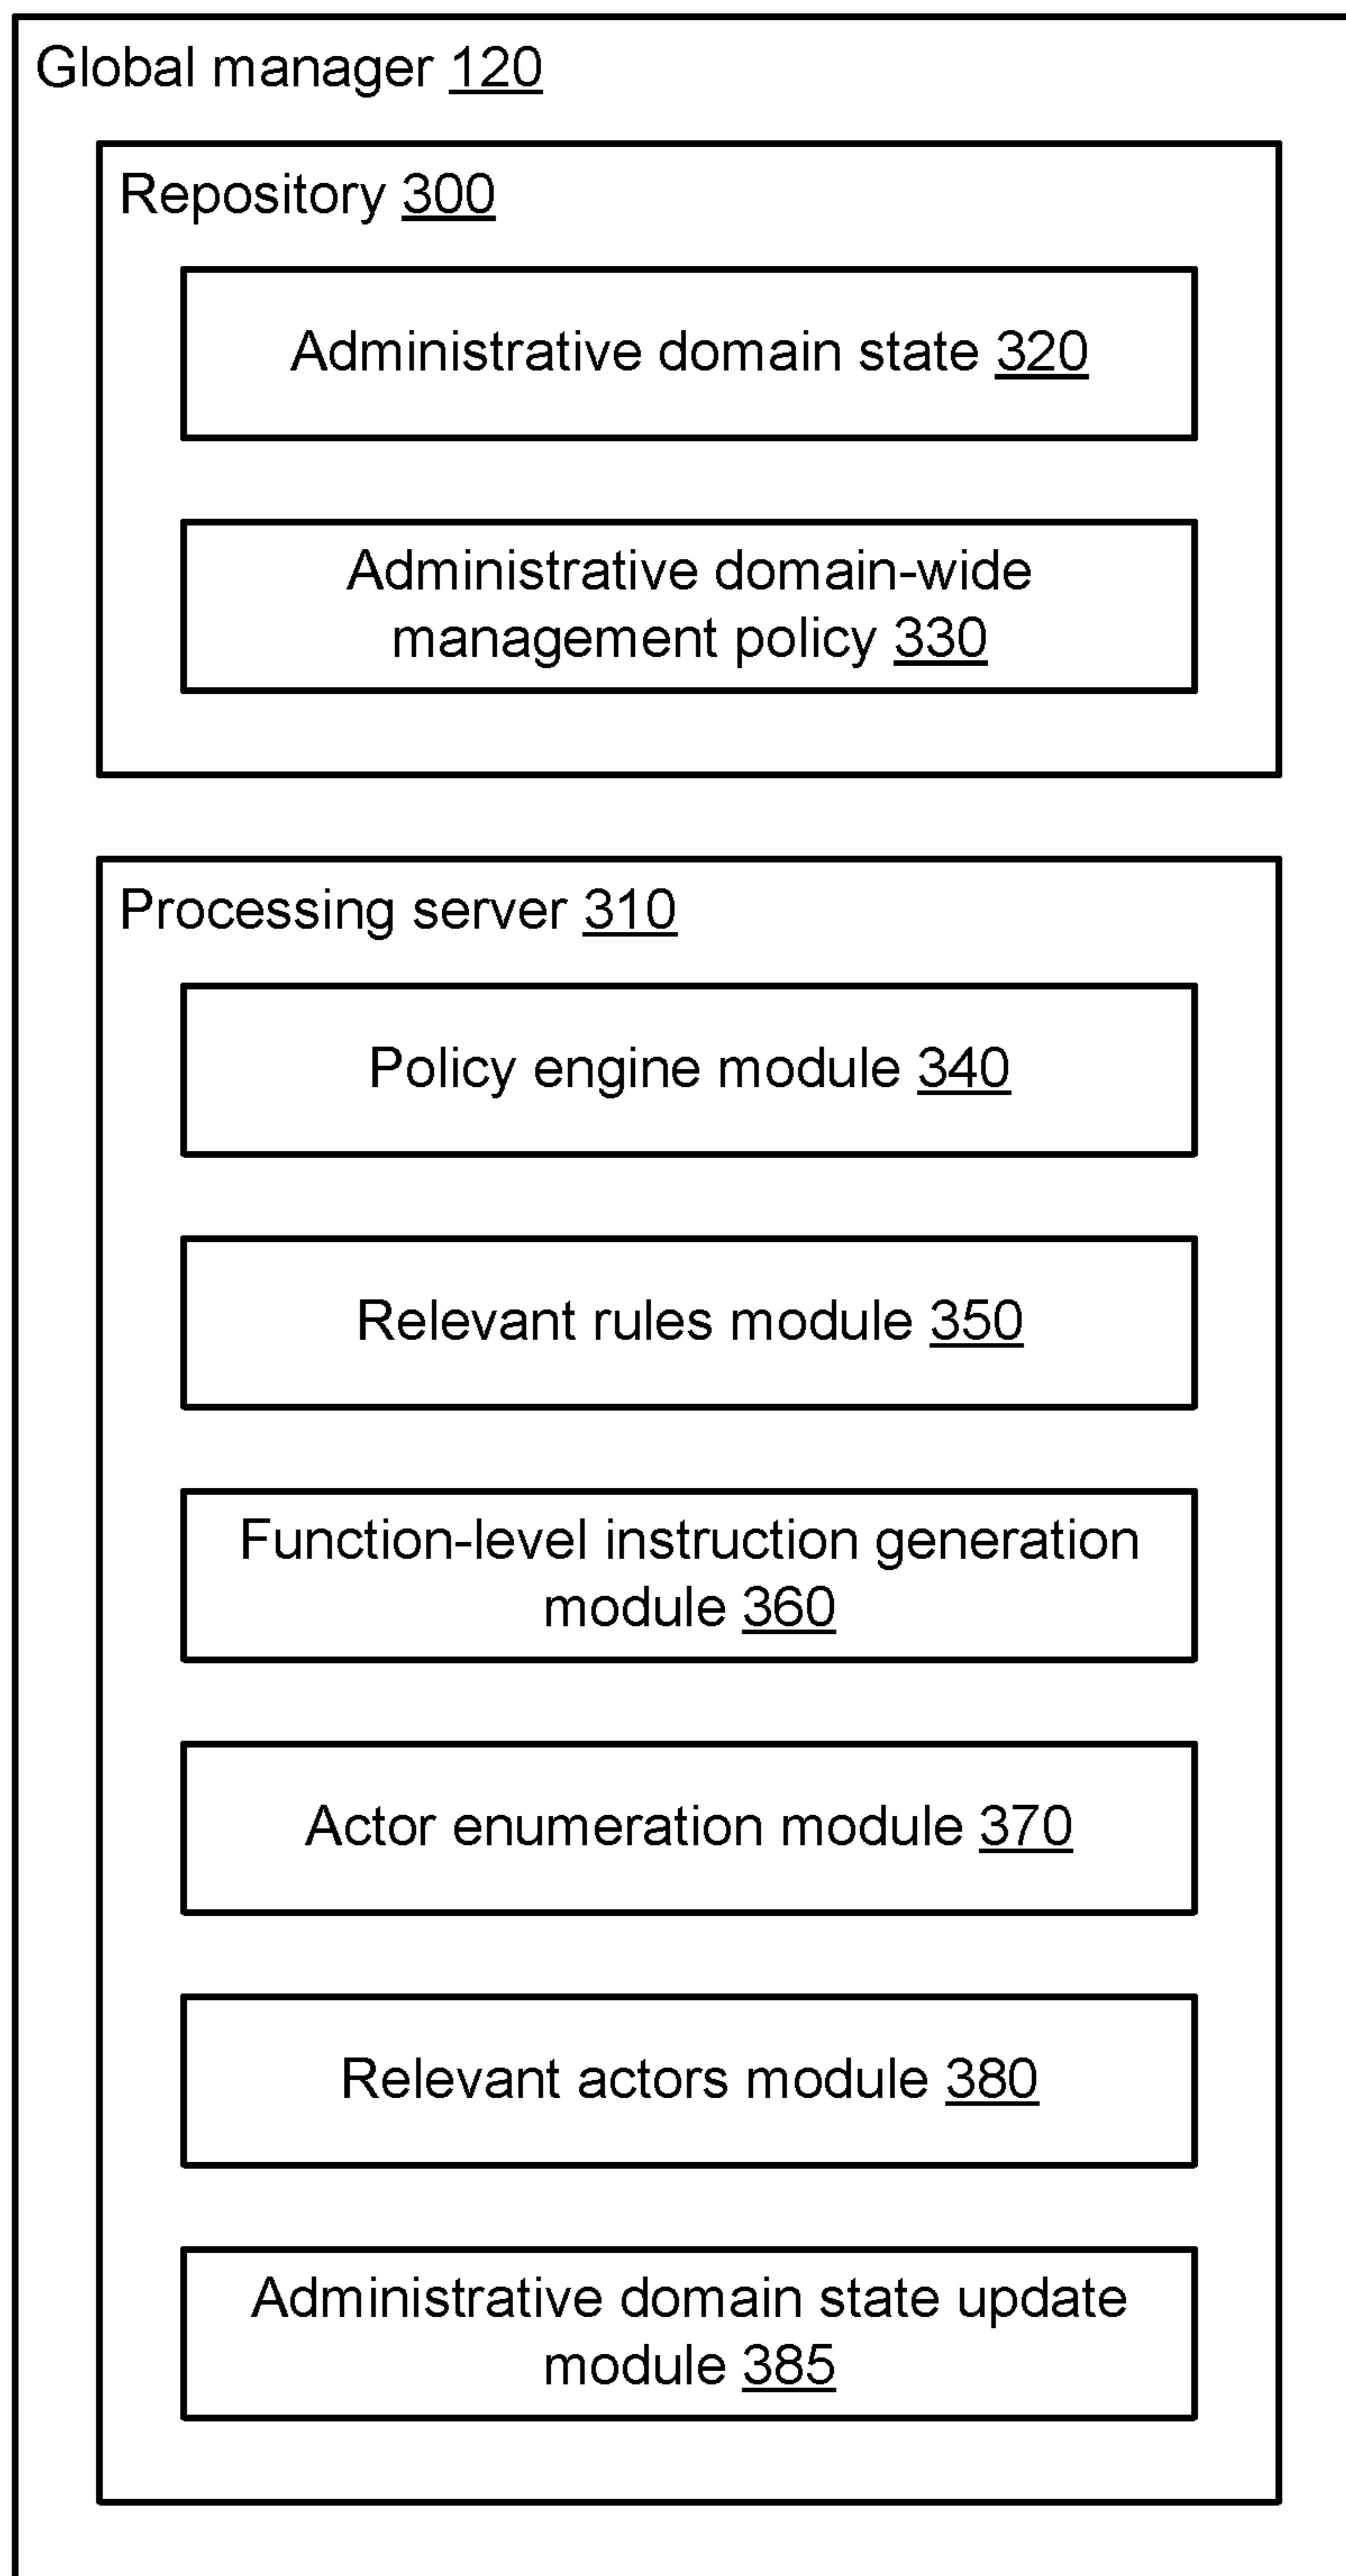 Global manager 120
Repository 300
Administrative domain state 320
Administrative domain-wide
management policy 330
Processing server 310
Policy engine module 340
Relevant rules module 350
Function-level instruction generation
module 360
Actor enumeration module 370
Relevant actors module 380
Administrative domain state update
module 385